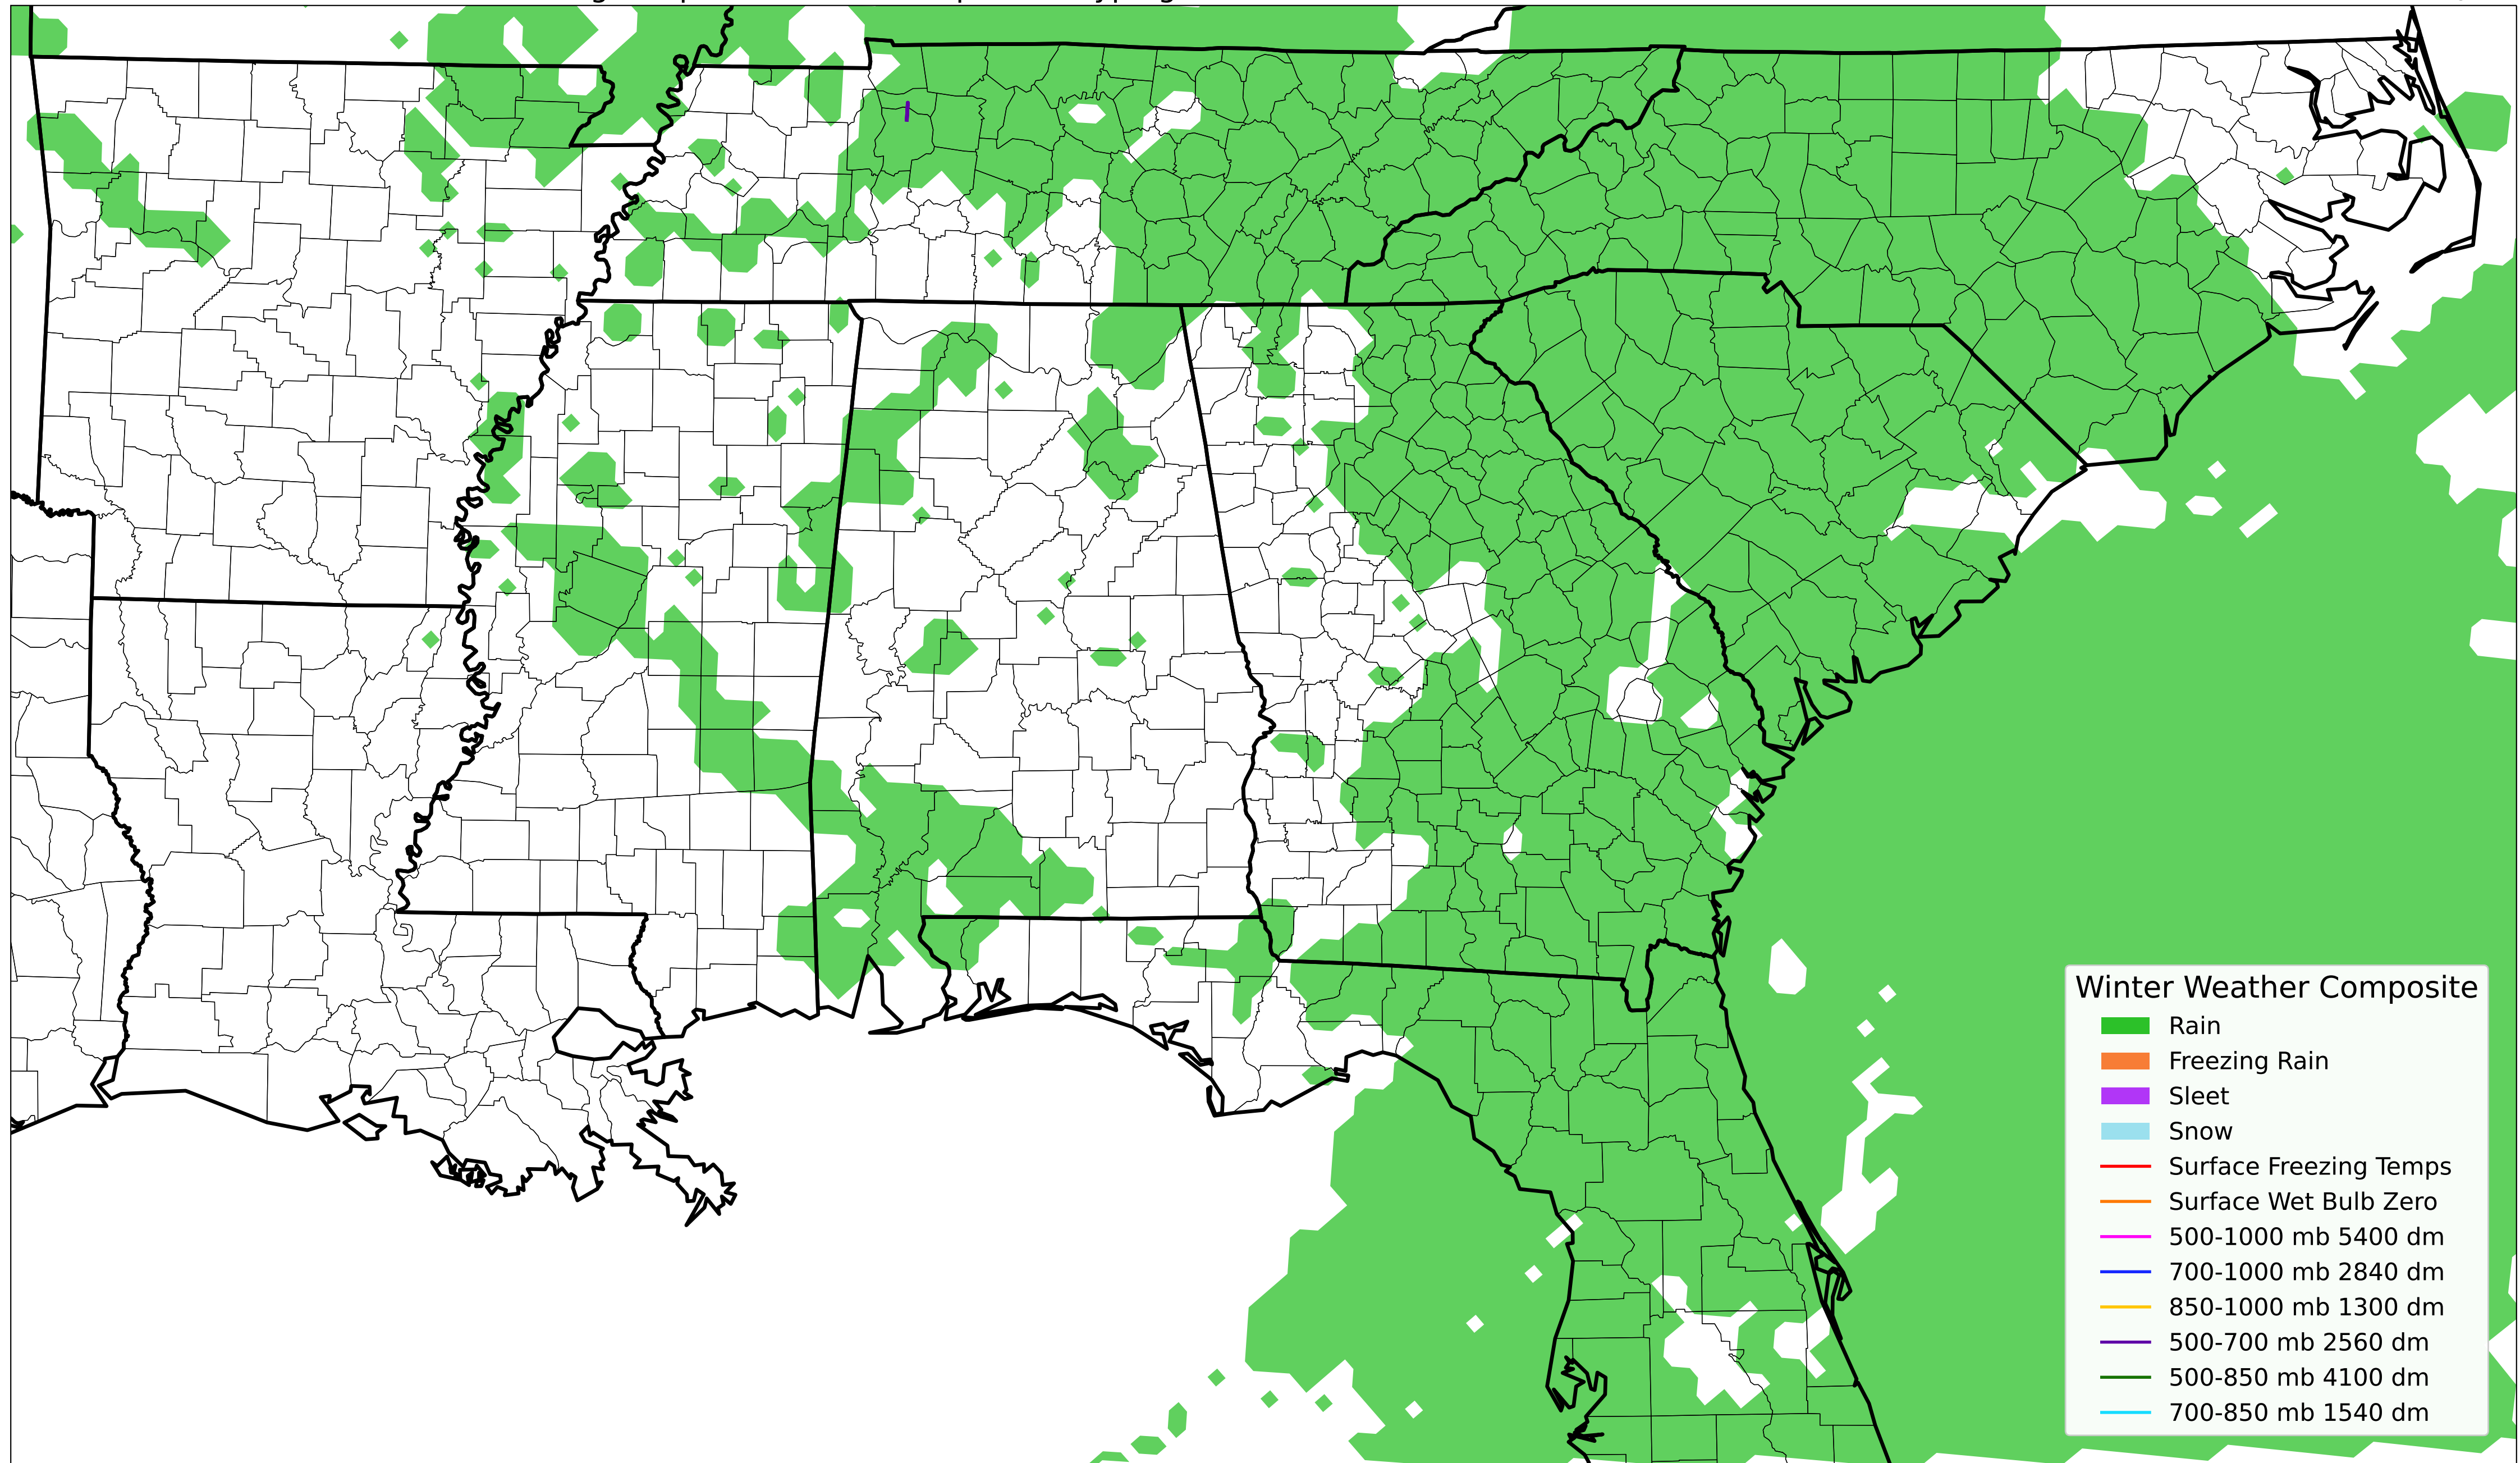 Winter Weather Composite
Rain
Freezing Rain
Sleet
Snow
Surface Freezing Temps
Surface Wet Bulb Zero
500-1000 mb 5400 dm
700-1000 mb 2840 dm
850-1000 mb 1300 dm
500-700 mb 2560 dm
500-850 mb 4100 dm
700-850 mb 1540 dm